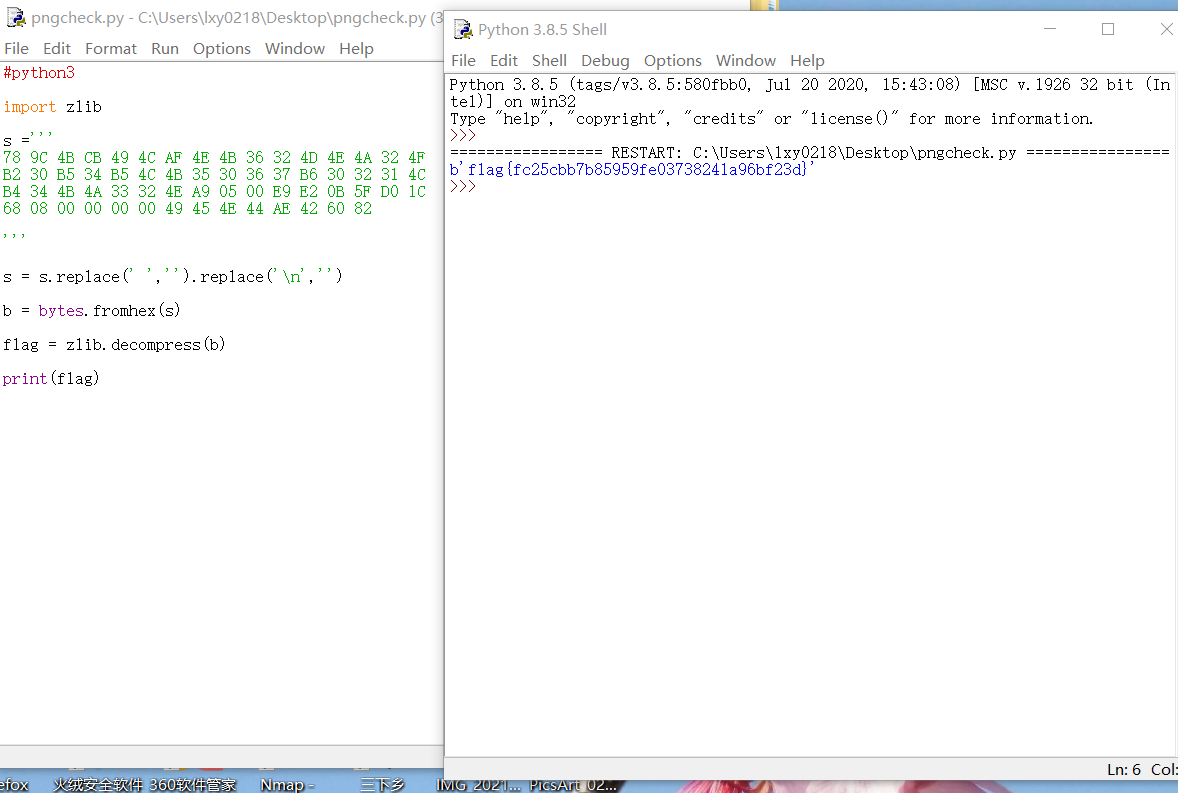 pngcheck.py - C:\Users\lxy0218\Desktop\pngcheck.py (3
File Edit Format Run Options Window Help
#python3
import zlib
s ='''
78 9C 4B CB 49 4C AF 4E 4B 36 32 4D 4E 4A 32 4F
B2 30 B5 34 B5 4C 4B 35 30 36 37 B6 30 32 31 4C
B4 34 4B 4A 33 32 4E A9 05 00 E9 E2 0B 5F D0 1C
68 08 00 00 00 00 49 45 4E 44 AE 42 60 82
'''
s = s.replace(' ','').replace('\n','')
b = bytes.fromhex(s)
flag = zlib.decompress(b)
print(flag)
Python 3.8.5 Shell
File Edit Shell Debug Options Window Help
Python 3.8.5 (tags/v3.8.5:580fbb0, Jul 20 2020, 15:43:08) [MSC v.1926 32 bit (In
tel)] on win32
Type "help", "copyright", "credits" or "license()" for more information.
>>>
================= RESTART: C:\Users\lxy0218\Desktop\pngcheck.py ================
b'flag{fc25cbb7b85959fe03738241a96bf23d}'
>>>
Ln: 6 Col:
efox 火绒安全软件 360软件管家 Nmap - 三下乡 IMG_2021... PicsArt_02...